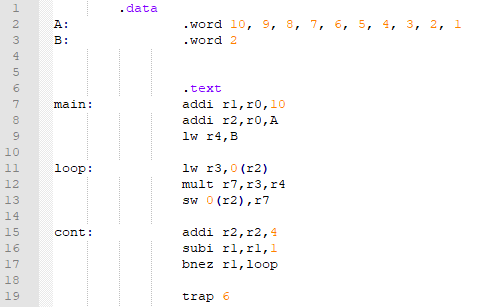 1 .data
2 A: .word 10, 9, 8, 7, 6, 5, 4, 3, 2, 1
3 B: .word 2
4
5
6 .text
7 main: addi r1,r0,10
8 addi r2,r0,A
9 lw r4,B
10
11 loop: lw r3,0(r2)
12 mult r7,r3,r4
13 sw 0(r2),r7
14
15 cont: addi r2,r2,4
16 subi r1,r1,1
17 bnez r1,loop
18
19 trap 6